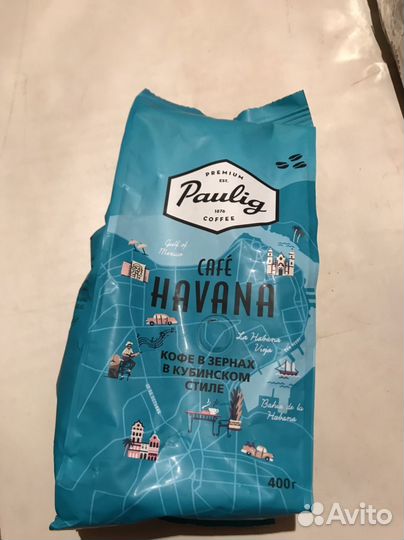 PREMIUM
EST.
Paulig
1876
COFFEE
Gulf of
Mexico
CAFÉ
HAVANA
La Habana
Vieja
КОФЕ В ЗЕРНАХ
В КУБИНСКОМ
СТИЛЕ
Bahía de la
Habana
400г
Avito